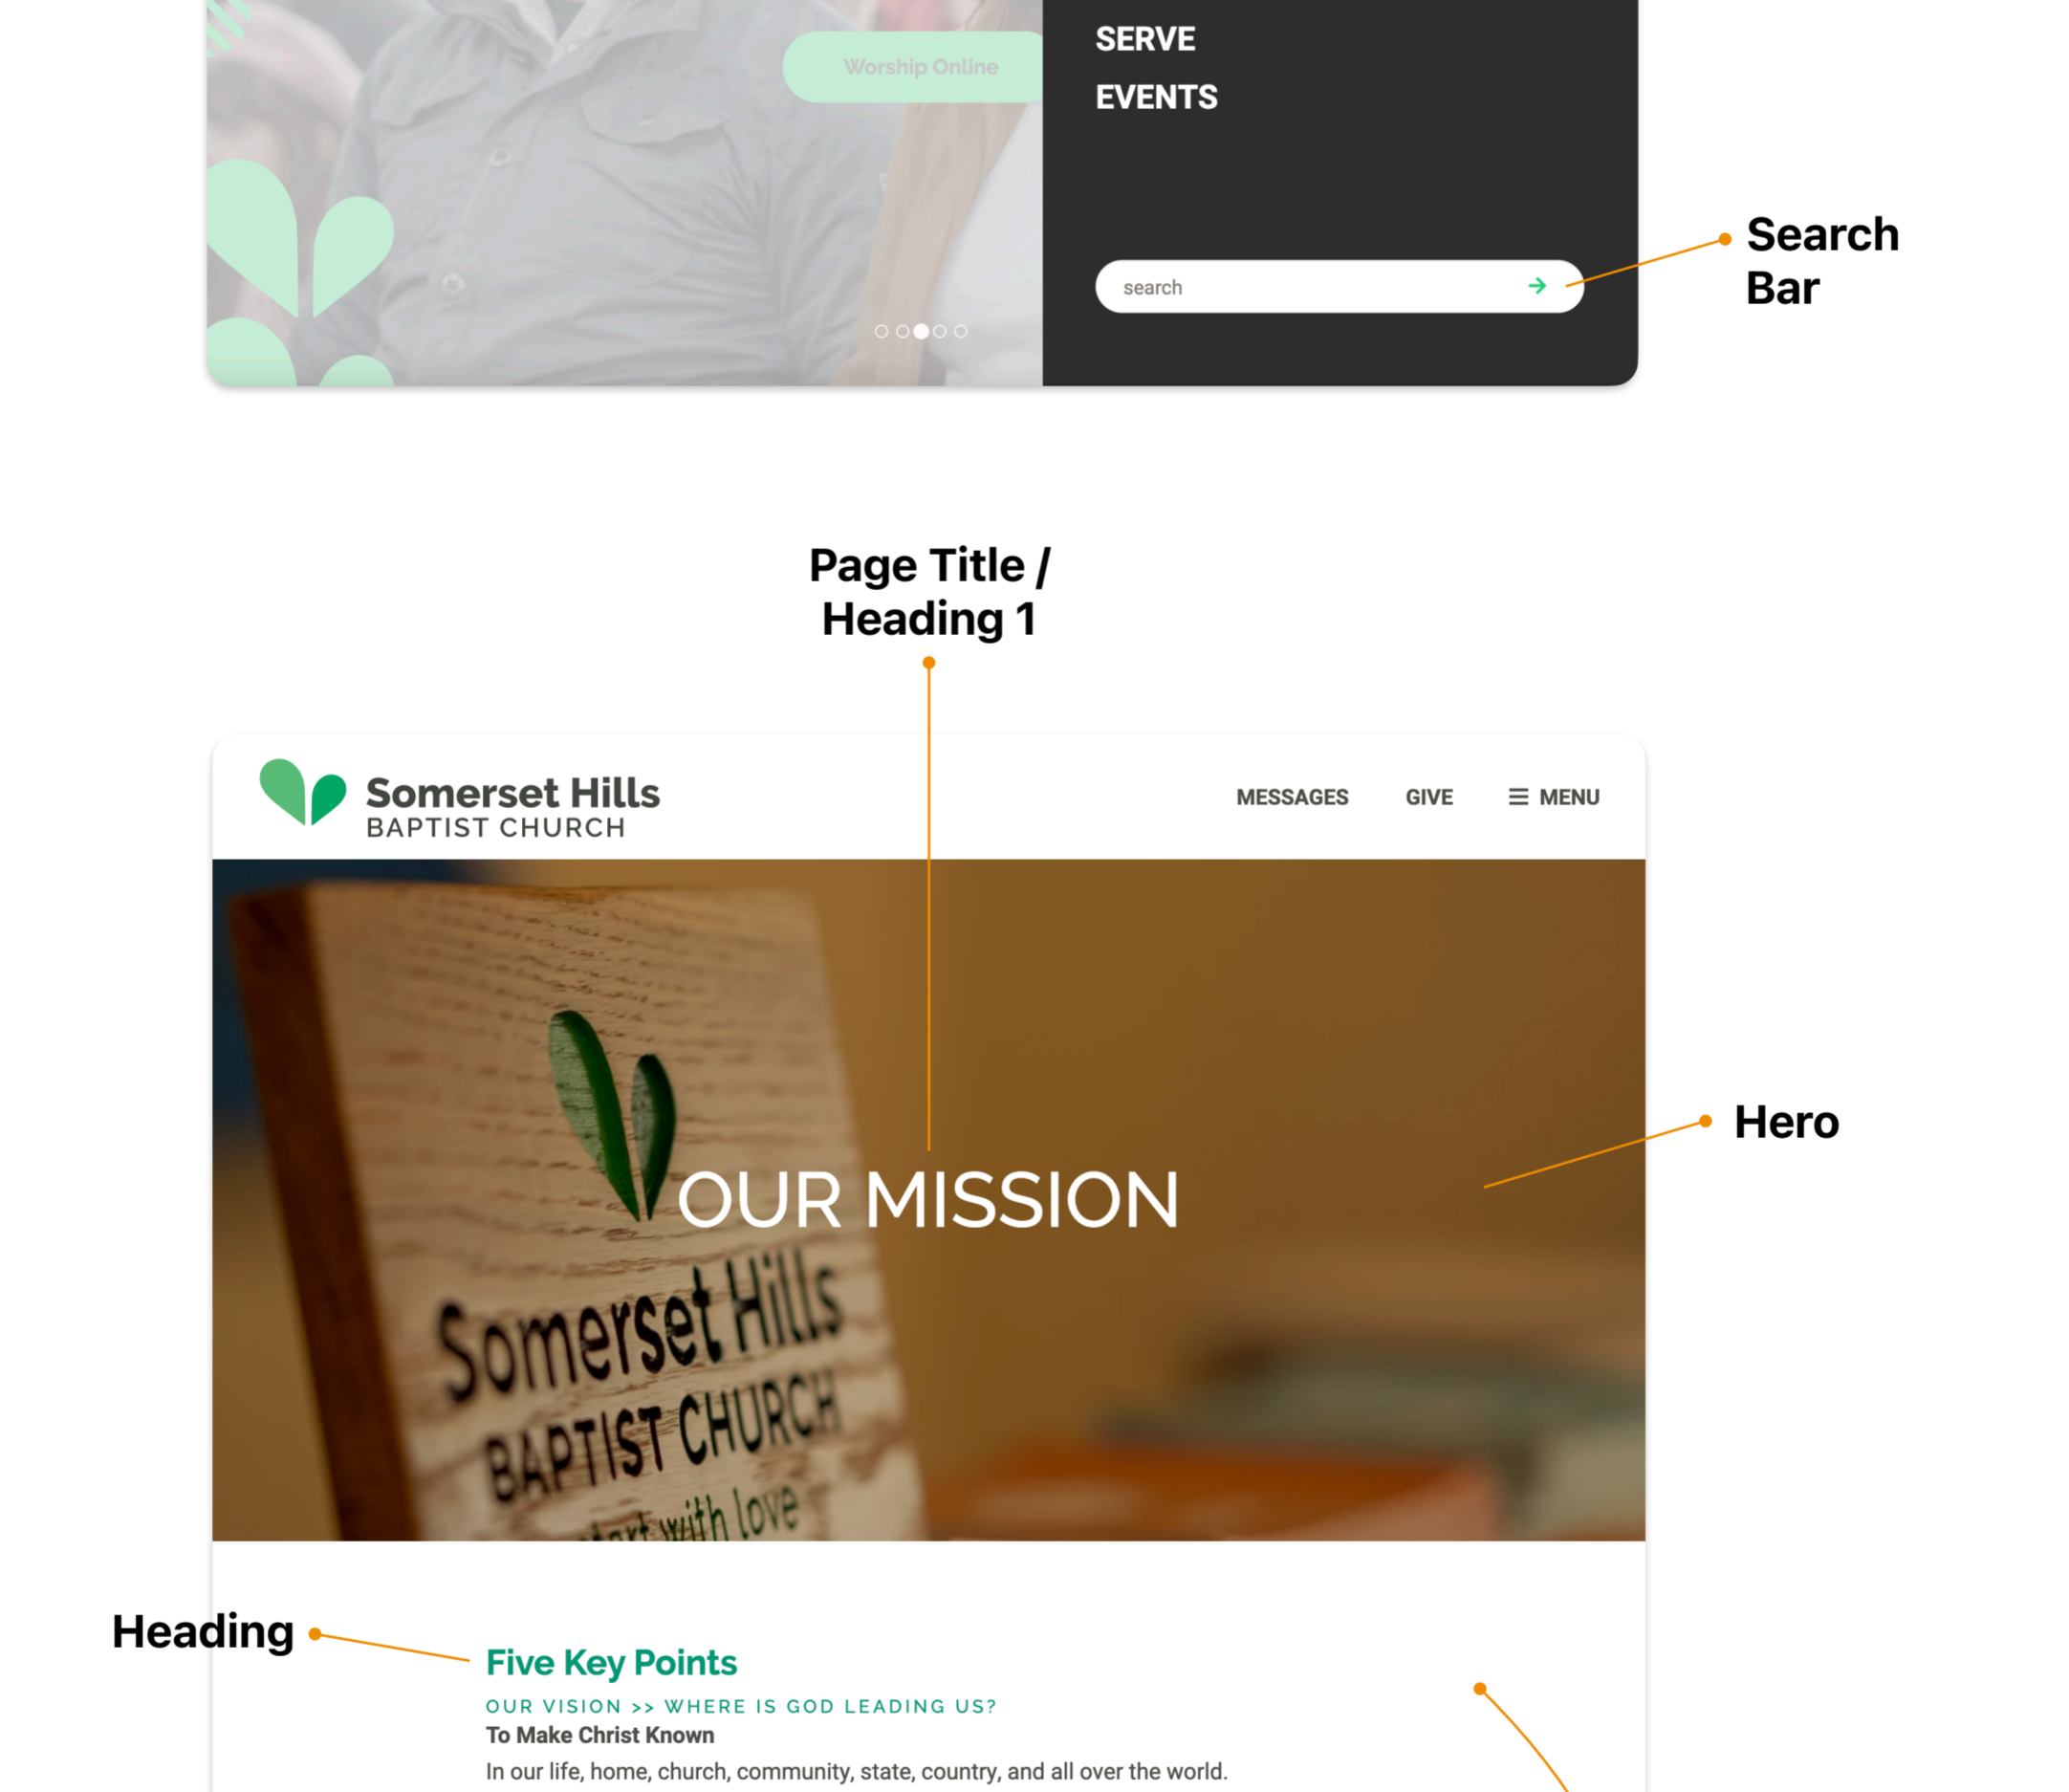 Worship Online
SERVE
EVENTS
search
Search
Bar
Page Title /
Heading 1
Somerset Hills
BAPTIST CHURCH
MESSAGES
GIVE
MENU
Hero
OUR MISSION
Somerset Hills
BAPTIST CHURCH
with love
Heading
Five Key Points
OUR VISION >> WHERE IS GOD LEADING US?
To Make Christ Known
In our life, home, church, community, state, country, and all over the world.